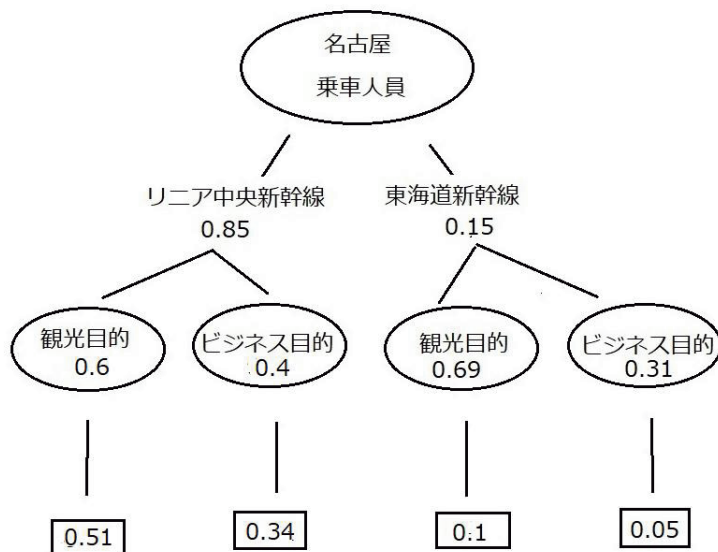 名古屋
乗車人員
リニア中央新幹線
東海道新幹線
0.85
0.15
観光目的
ビジネス目的
観光目的
ビジネス目的
0.6
0.4
0.69
0.31
0.51
0.34
0.1
0.05